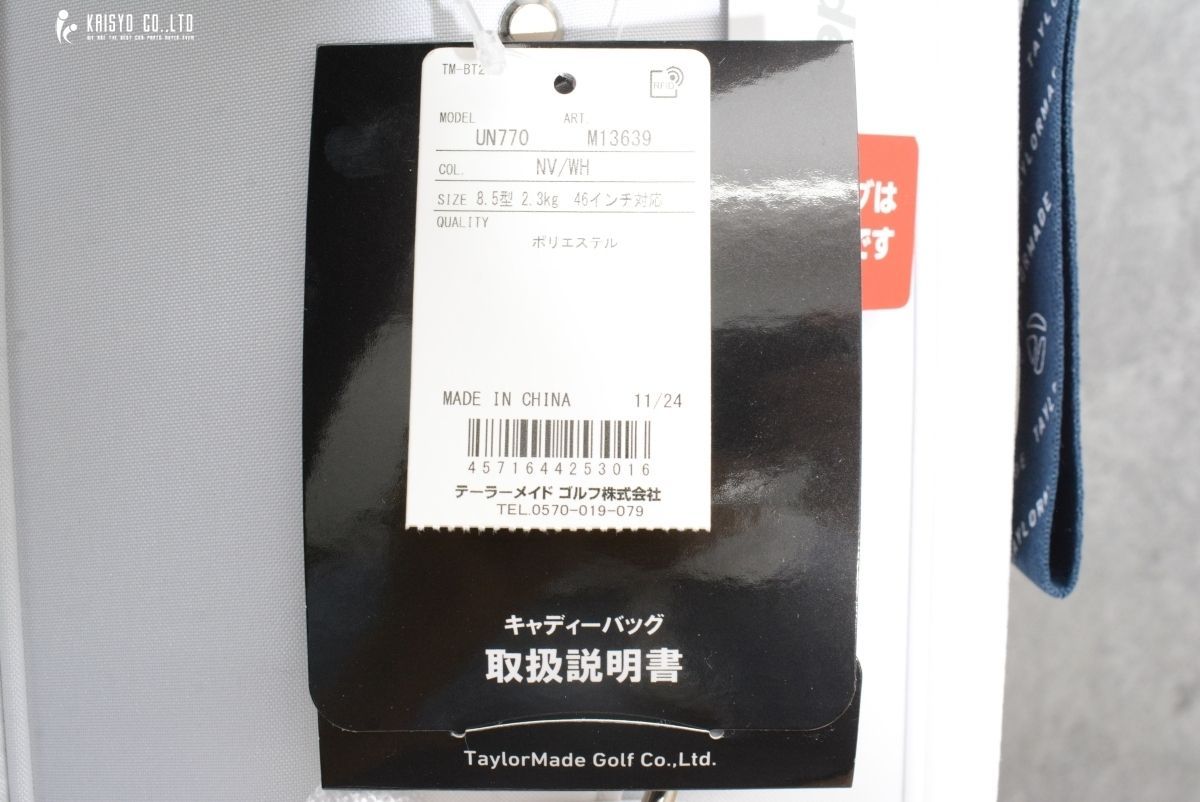 KAISYO CO.,LTD
TM-BT2
RFID
MODEL ART.
UN770 M13639
COL. NV/WH
SIZE 8.5型 2.3kg 46インチ対応
QUALITY
ポリエステル
MADE IN CHINA 11/24
4571644253016
テーラーメイド ゴルフ株式会社
TEL.0570-019-079
キャディーバッグ
取扱説明書
TaylorMade Golf Co.,Ltd.
は
です
TAYLORMADE